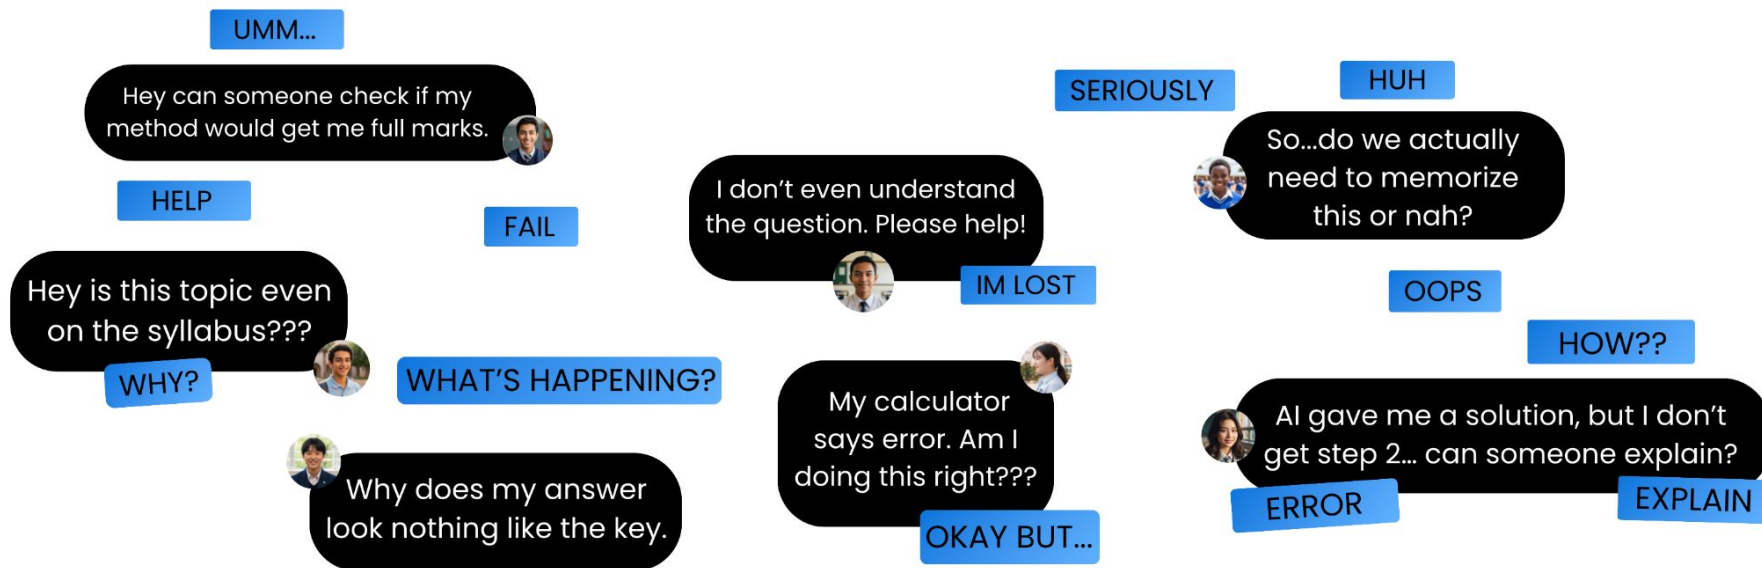 UMM...
Hey can someone check if my
method would get me full marks.
HELP
FAIL
Hey is this topic even
on the syllabus???
WHY?
WHAT’S HAPPENING?
Why does my answer
look nothing like the key.
I don’t even understand
the question. Please help!
IM LOST
My calculator
says error. Am I
doing this right???
OKAY BUT...
SERIOUSLY
HUH
So...do we actually
need to memorize
this or nah?
OOPS
HOW??
AI gave me a solution, but I don’t
get step 2... can someone explain?
ERROR
EXPLAIN